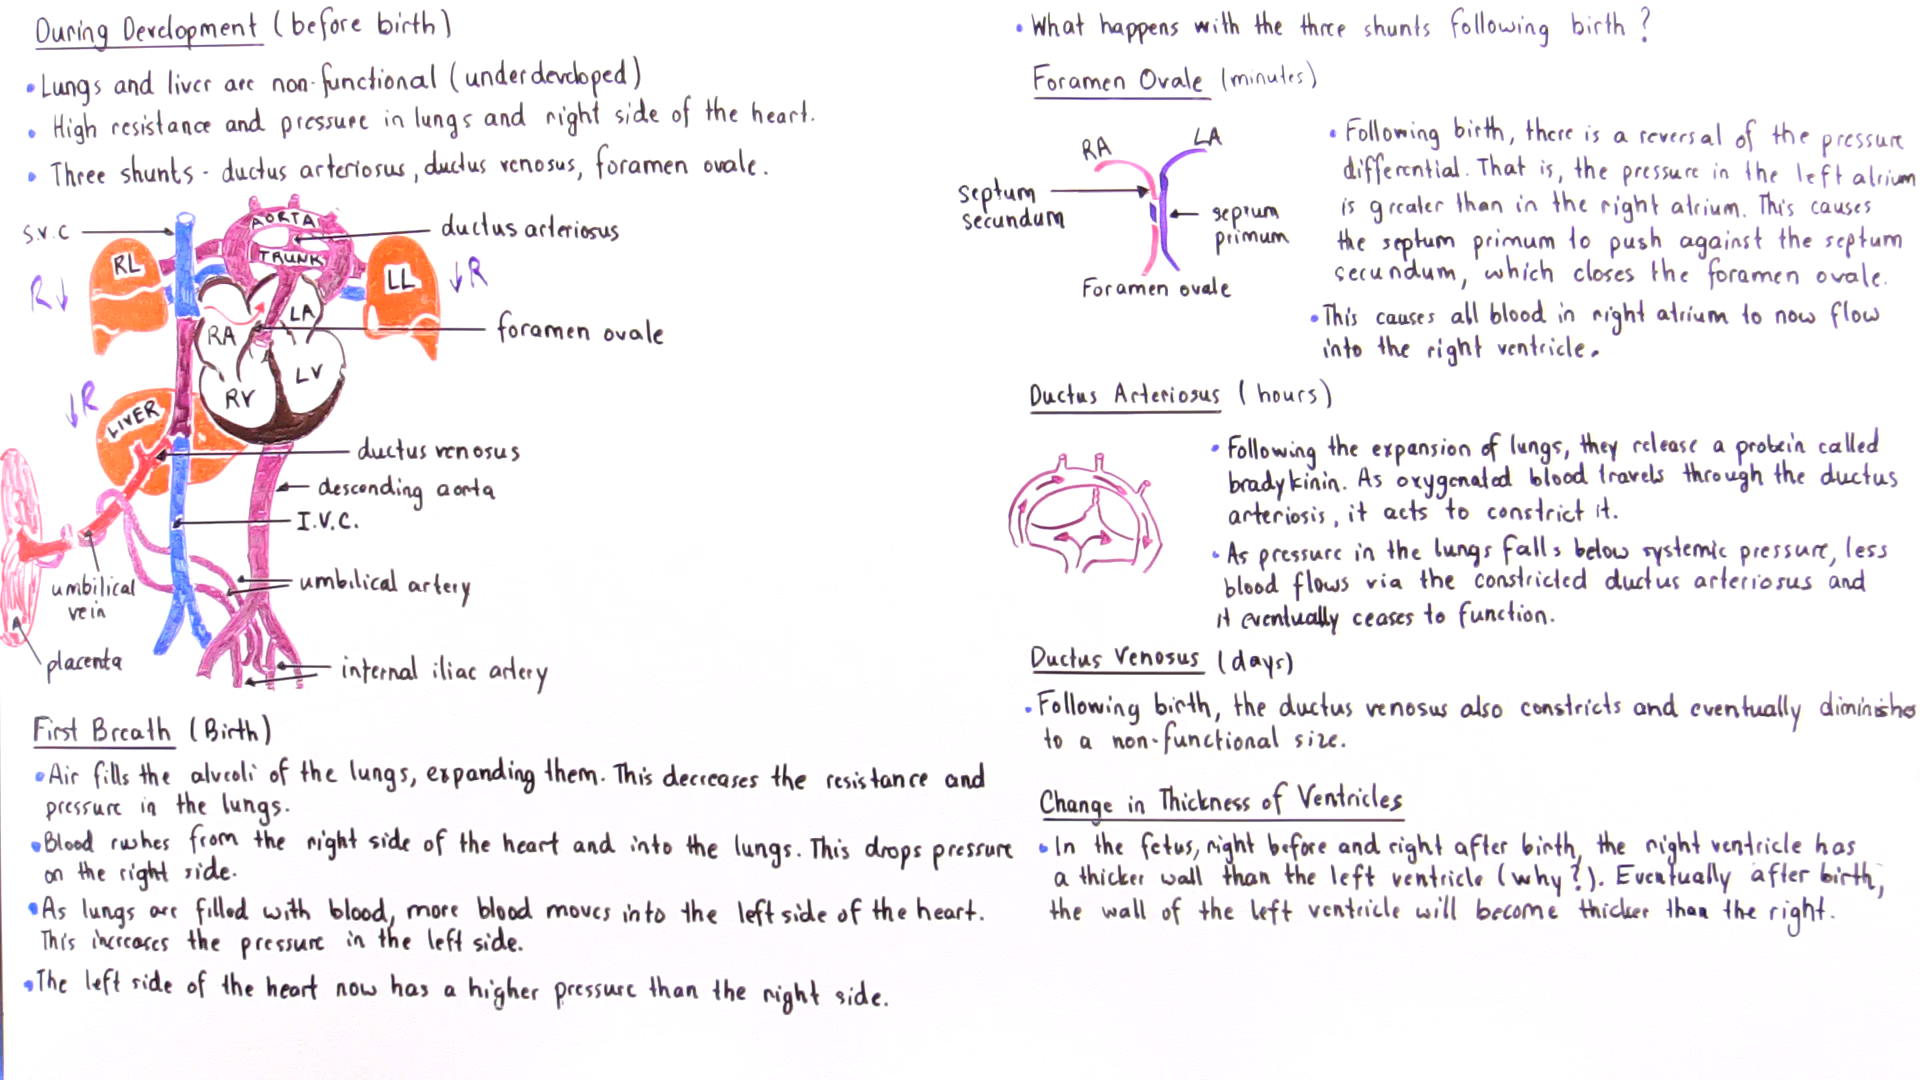 During Development (before birth)
• Lungs and liver are non-functional (underdeveloped)
• High resistance and pressure in lungs and right side of the heart.
• Three shunts - ductus arteriosus, ductus venosus, foramen ovale.
S.V.C
AORTA
ductus arteriosus
TRUNK
RL
LL
R↓
↓R
LA
RA
foramen ovale
LV
RV
↓R
LIVER
ductus venosus
descending aorta
I.V.C.
umbilical artery
umbilical
vein
placenta
internal iliac artery
First Breath (Birth)
• Air fills the alveoli of the lungs, expanding them. This decreases the resistance and
pressure in the lungs.
• Blood rushes from the right side of the heart and into the lungs. This drops pressure
on the right side.
• As lungs are filled with blood, more blood moves into the left side of the heart.
This increases the pressure in the left side.
• The left side of the heart now has a higher pressure than the right side.
• What happens with the three shunts following birth?
Foramen Ovale (minutes)
RA
LA
septum
secundum
septum
primum
Foramen ovale
• Following birth, there is a reversal of the pressure
differential. That is, the pressure in the left atrium
is greater than in the right atrium. This causes
the septum primum to push against the septum
secundum, which closes the foramen ovale.
• This causes all blood in right atrium to now flow
into the right ventricle.
Ductus Arteriosus (hours)
• Following the expansion of lungs, they release a protein called
bradykinin. As oxygenated blood travels through the ductus
arteriosis, it acts to constrict it.
• As pressure in the lungs falls below systemic pressure, less
blood flows via the constricted ductus arteriosus and
it eventually ceases to function.
Ductus Venosus (days)
• Following birth, the ductus venosus also constricts and eventually diminishes
to a non-functional size.
Change in Thickness of Ventricles
• In the fetus, right before and right after birth, the right ventricle has
a thicker wall than the left ventricle (why?). Eventually after birth,
the wall of the left ventricle will become thicker than the right.